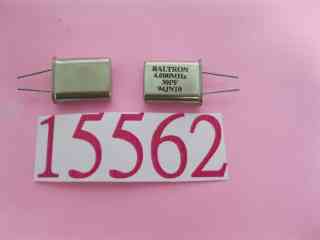 RALTRON
4.000MHz
30PF
94JN10
15562